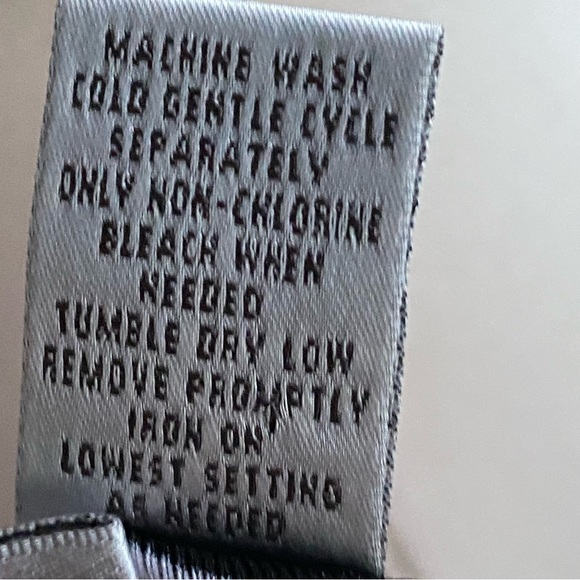 MACHINE WASH
COLD GENTLE CYCLE
SEPARATELY
ONLY NON-CHLORINE
BLEACH WHEN
NEEDED
TUMBLE DRY LOW
REMOVE PROMPTLY
IRON ON
LOWEST SETTING
AS NEEDED